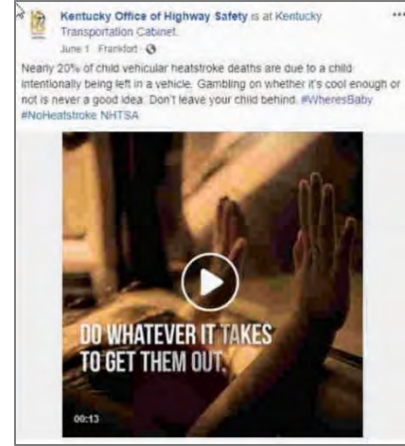 Kentucky Office of Highway Safety is at Kentucky
Transportation Cabinet.
June 1 · Frankfort ·
Nearly 20% of child vehicular heatstroke deaths are due to a child
intentionally being left in a vehicle. Gambling on whether it's cool enough or
not is never a good idea. Don't leave your child behind. #WheresBaby
#NoHeatstroke NHTSA
DO WHATEVER IT TAKES
TO GET THEM OUT.
00:13